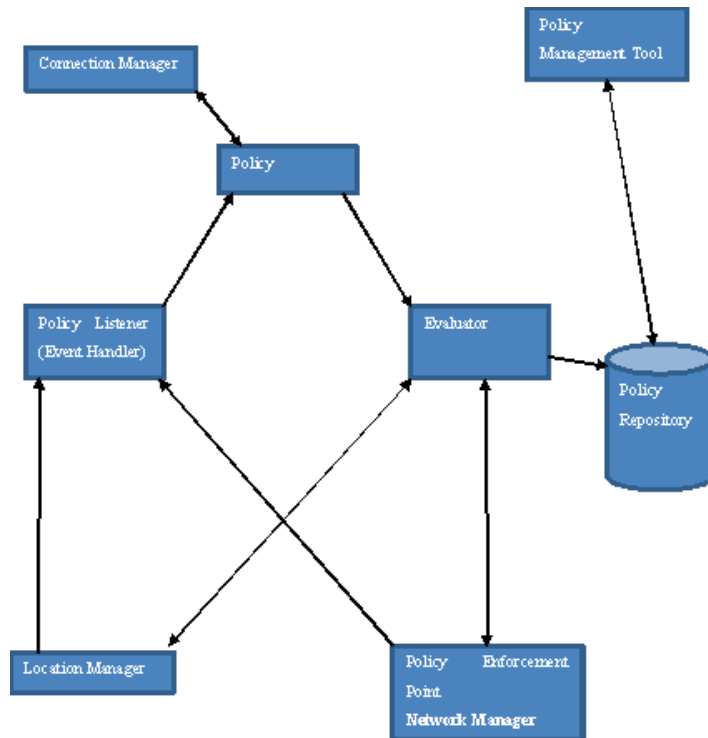 Policy
Management Tool
Connection Manager
Policy
Policy Listener
(Event Handler)
Evaluator
Policy
Repository
Location Manager
Policy Enforcement
Point
Network Manager